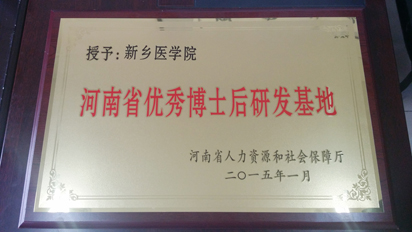 授予：新乡医学院
河南省优秀博士后研发基地
河南省人力资源和社会保障厅
二〇一五年一月